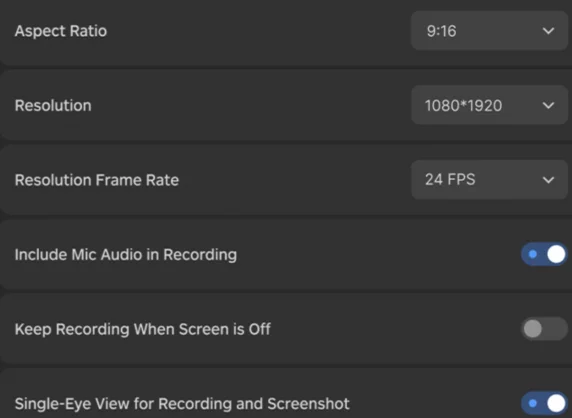 Aspect Ratio 9:16
Resolution 1080*1920
Resolution Frame Rate 24 FPS
Include Mic Audio in Recording
Keep Recording When Screen is Off
Single-Eye View for Recording and Screenshot